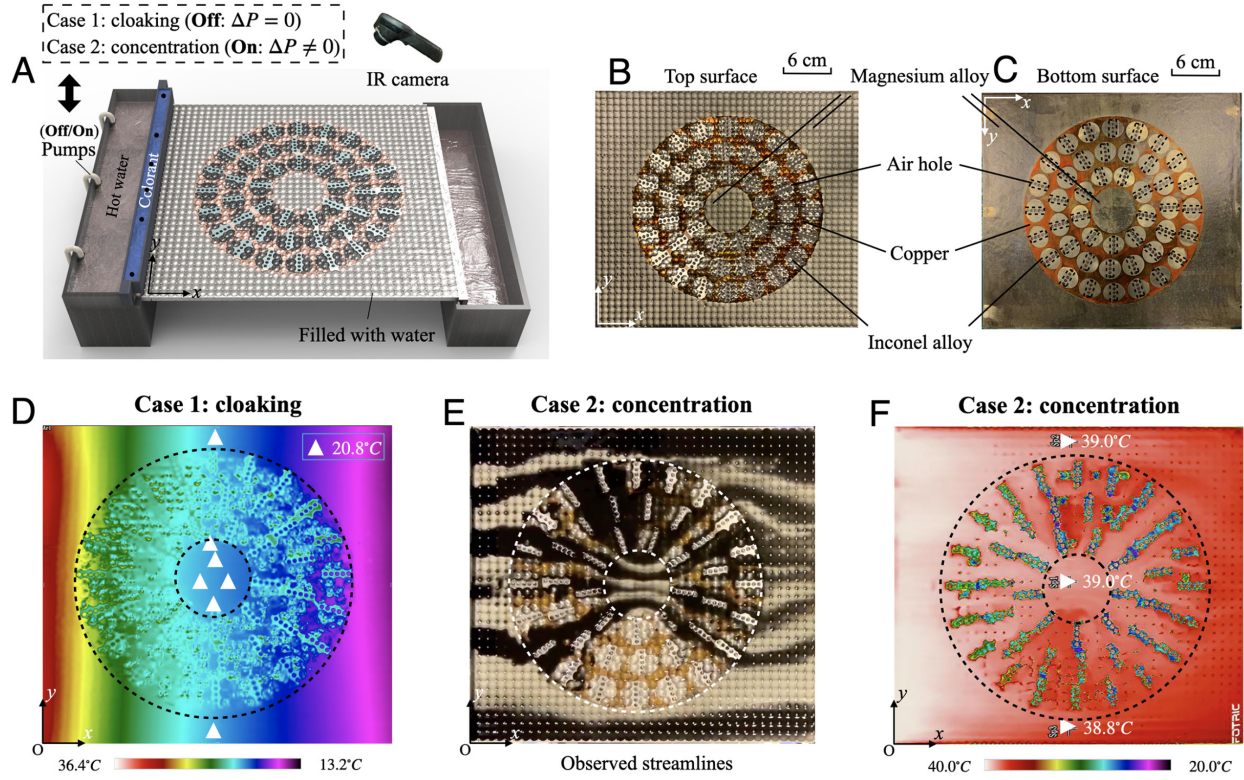 Case 1: cloaking (Off: ΔP = 0)
Case 2: concentration (On: ΔP ≠ 0)
IR camera
A
(Off/On)
Pumps
Hot water
Colorant
y
x
Filled with water
B
Top surface
6 cm
Magnesium alloy
C
Bottom surface
6 cm
x
y
Air hole
Copper
Inconel alloy
y
x
D
Case 1: cloaking
20.8°C
y
x
O
36.4°C
13.2°C
E
Case 2: concentration
Observed streamlines
F
Case 2: concentration
39.0°C
39.0°C
38.8°C
y
x
O
FOTRIC
40.0°C
20.0°C